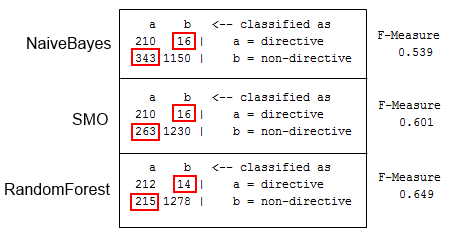 a b <-- classified as
NaiveBayes 210 16 | a = directive F-Measure
343 1150 | b = non-directive 0.539
a b <-- classified as
SMO 210 16 | a = directive F-Measure
263 1230 | b = non-directive 0.601
a b <-- classified as
RandomForest 212 14 | a = directive F-Measure
215 1278 | b = non-directive 0.649